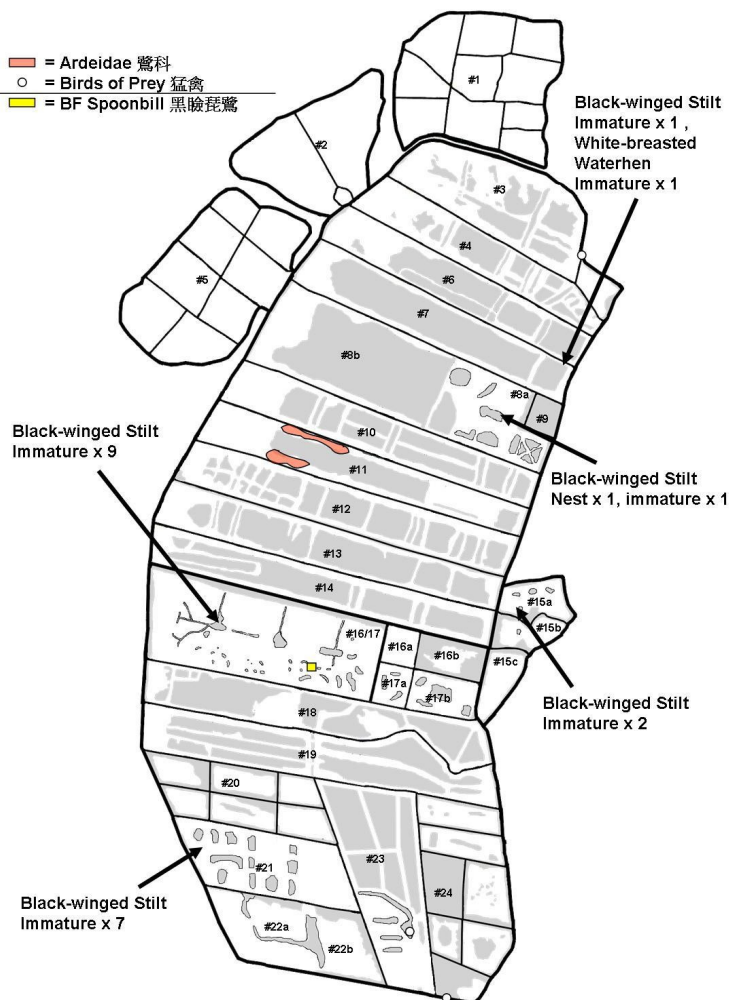 = Ardeidae 鷺科
= Birds of Prey 猛禽
= BF Spoonbill 黑臉琵鷺
#1
Black-winged Stilt
Immature x 1 ,
White-breasted
Waterhen
Immature x 1
#2
#3
#4
#5
#6
#7
#8b
#8a
#9
#10
Black-winged Stilt
Immature x 9
#11
Black-winged Stilt
Nest x 1, immature x 1
#12
#13
#14
#15a
#15b
#16/17
#16a
#16b
#15c
#17a
#17b
Black-winged Stilt
Immature x 2
#18
#19
#20
#23
#21
#24
Black-winged Stilt
Immature x 7
#22a
#22b